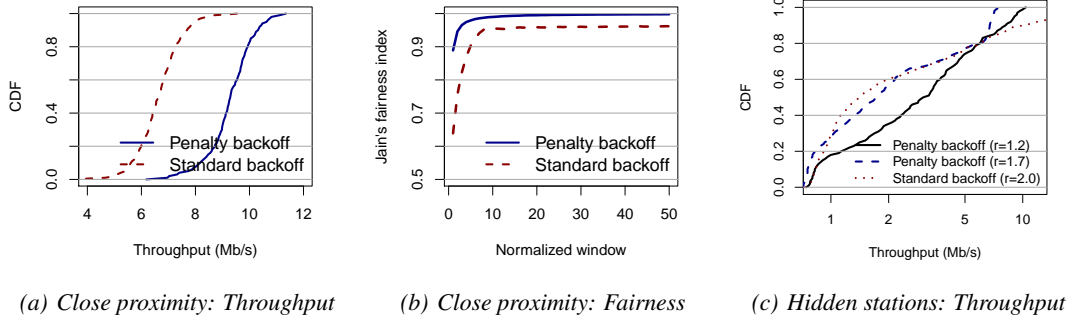 CDF
0.0
0.4
0.8
4
6
8
10
12
Penalty backoff
Standard backoff
Throughput (Mb/s)
(a) Close proximity: Throughput
Jain's fairness index
0.5
0.7
0.9
0
10
20
30
40
50
Penalty backoff
Standard backoff
Normalized window
(b) Close proximity: Fairness
CDF
0.0
0.2
0.4
0.6
0.8
1.0
1
2
5
10
Penalty backoff (r=1.2)
Penalty backoff (r=1.7)
Standard backoff (r=2.0)
Throughput (Mb/s)
(c) Hidden stations: Throughput